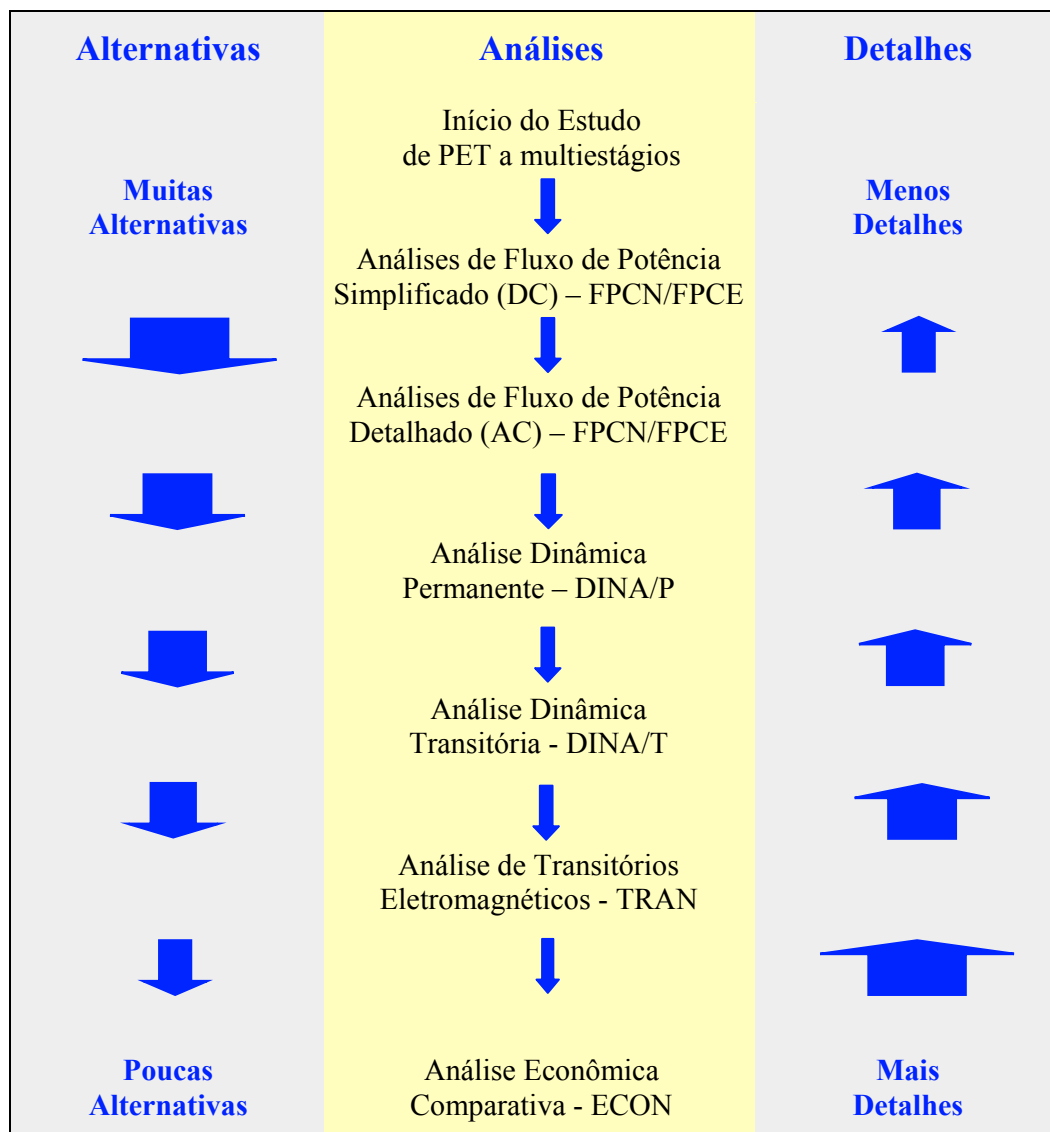 Alternativas
Análises
Detalhes
Início do Estudo
de PET a multiestágios
Muitas
Alternativas
Menos
Detalhes
Análises de Fluxo de Potência
Simplificado (DC) – FPCN/FPCE
Análises de Fluxo de Potência
Detalhado (AC) – FPCN/FPCE
Análise Dinâmica
Permanente – DINA/P
Análise Dinâmica
Transitória - DINA/T
Análise de Transitórios
Eletromagnéticos - TRAN
Poucas
Alternativas
Análise Econômica
Comparativa - ECON
Mais
Detalhes